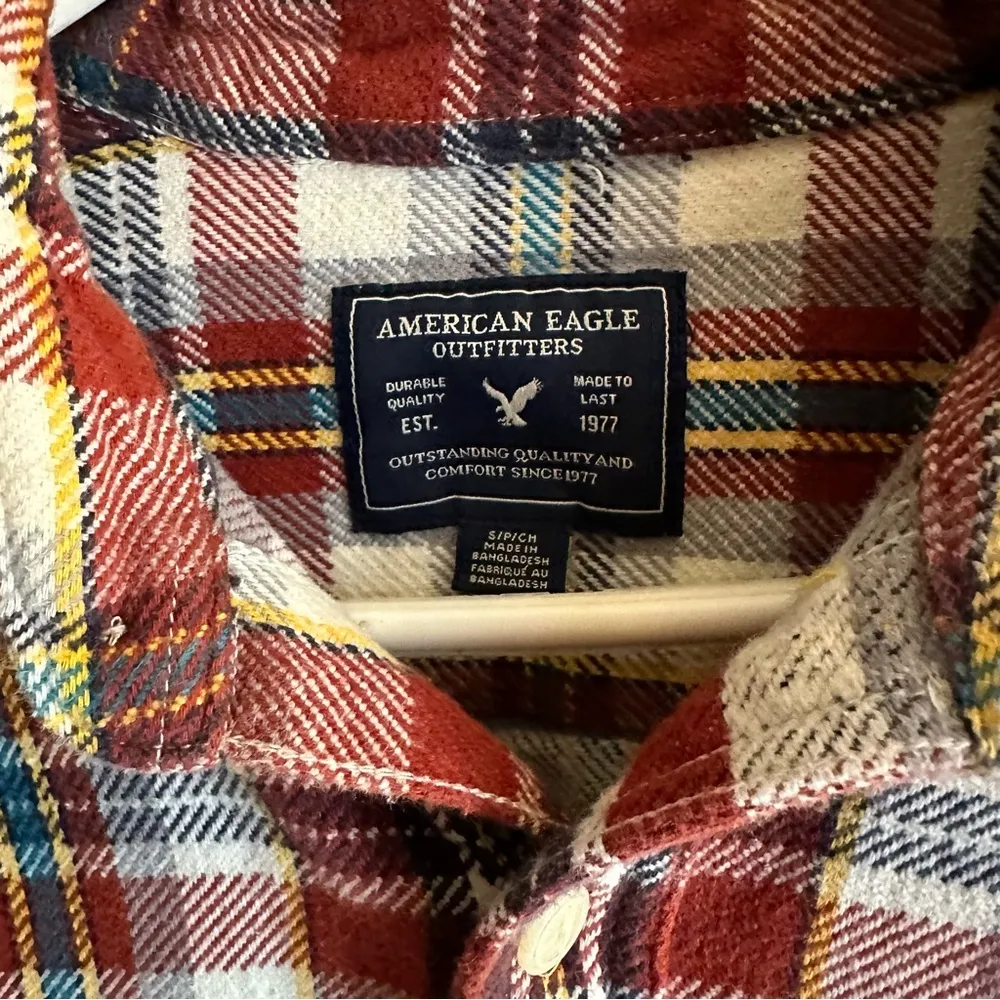 AMERICAN EAGLE
OUTFITTERS
DURABLE
QUALITY
EST.
MADE TO
LAST
1977
OUTSTANDING QUALITY AND
COMFORT SINCE 1977
S/P/CH
MADE IN
BANGLADESH
FABRIQUÉ AU
BANGLADESH